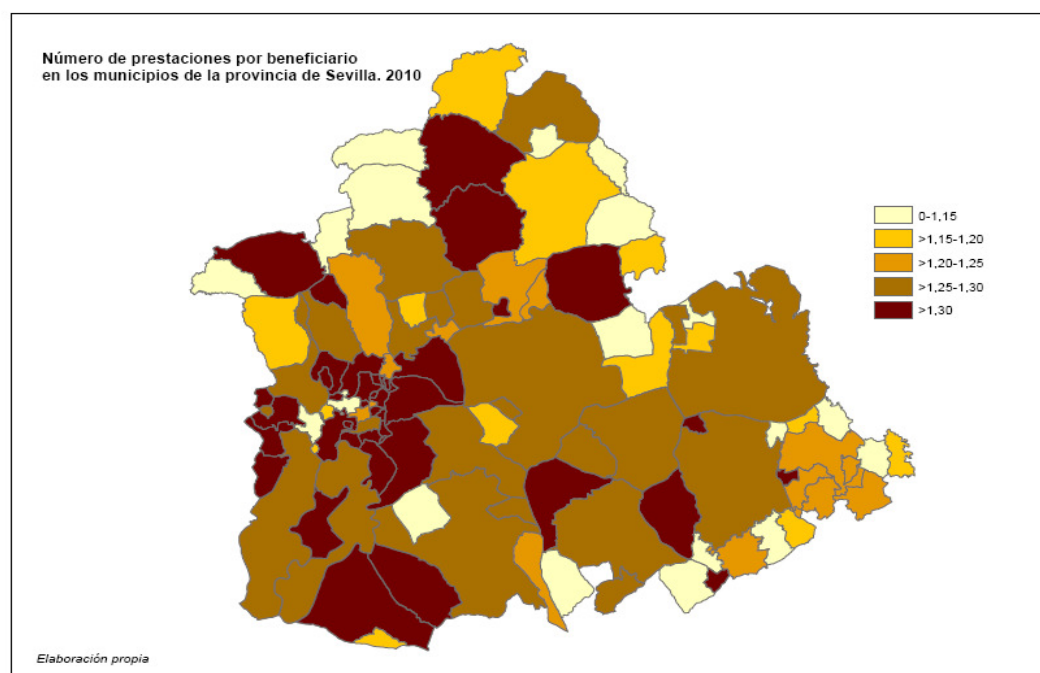 Número de prestaciones por beneficiario
en los municipios de la provincia de Sevilla. 2010
0-1,15
>1,15-1,20
>1,20-1,25
>1,25-1,30
>1,30
Elaboración propia